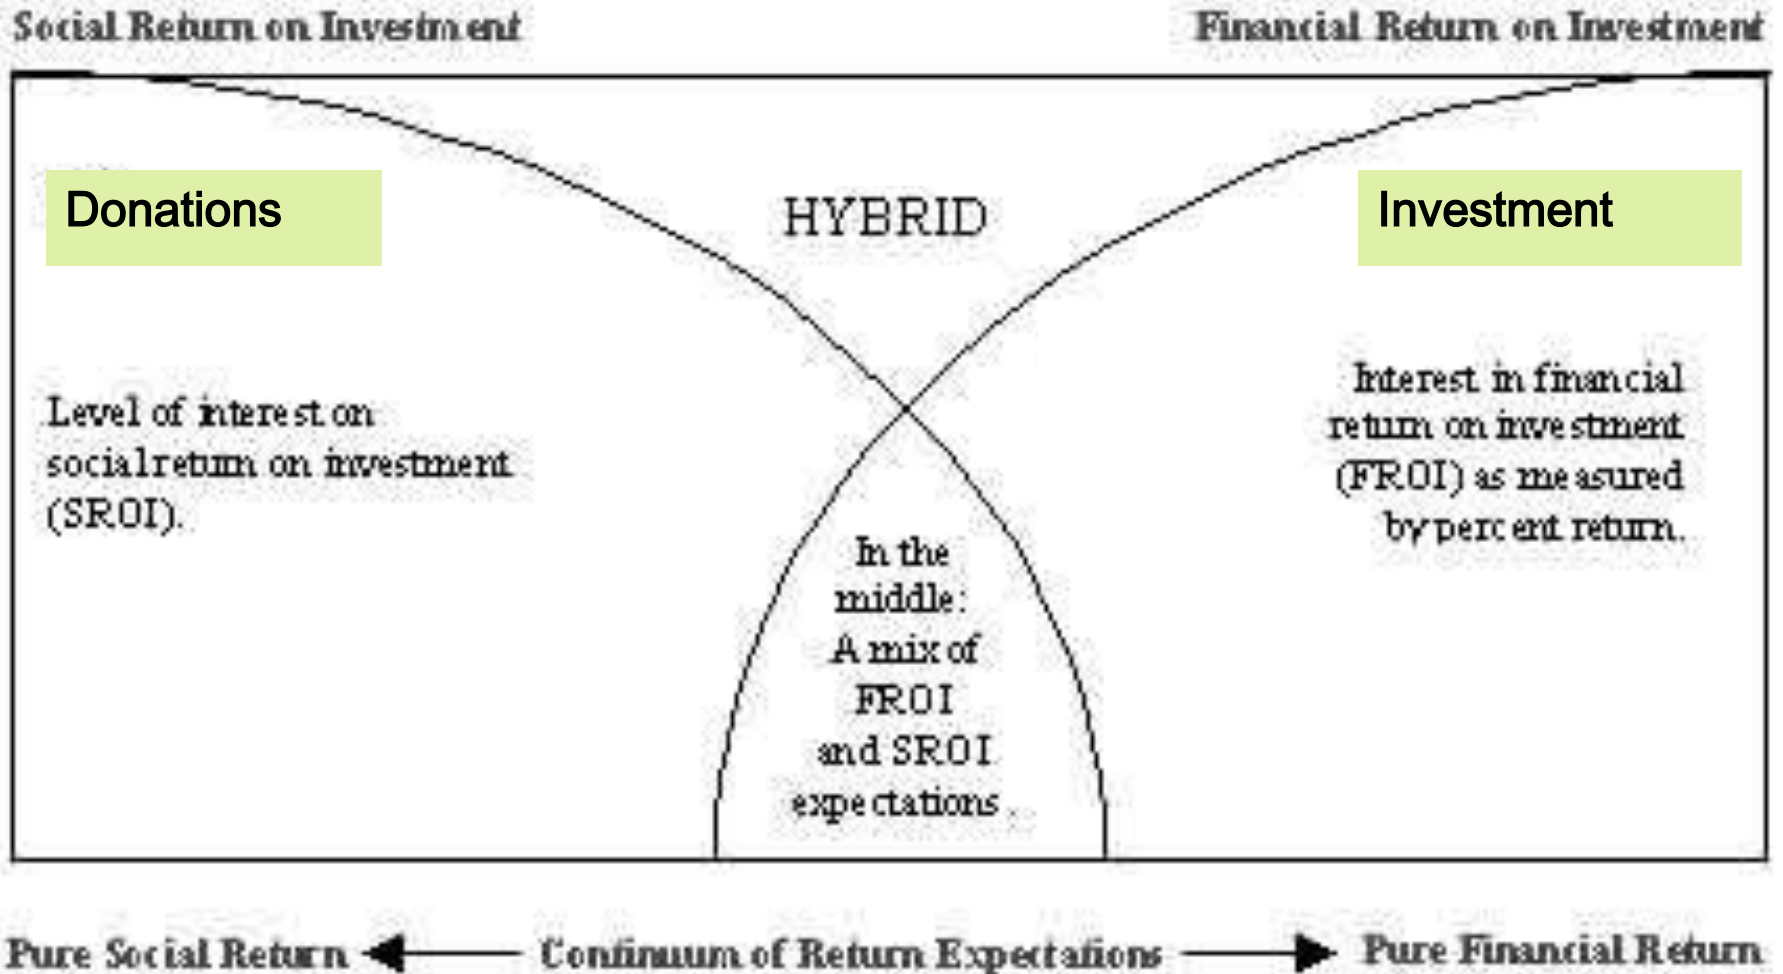 Social Return on Investment
Financial Return on Investment
Donations
HYBRID
Investment
Level of interest on
social return on investment
(SROI).
Interest in financial
return on investment
(FROI) as measured
by percent return.
In the
middle:
A mix of
FROI
and SROI
expectations.
Pure Social Return
Continuum of Return Expectations
Pure Financial Return